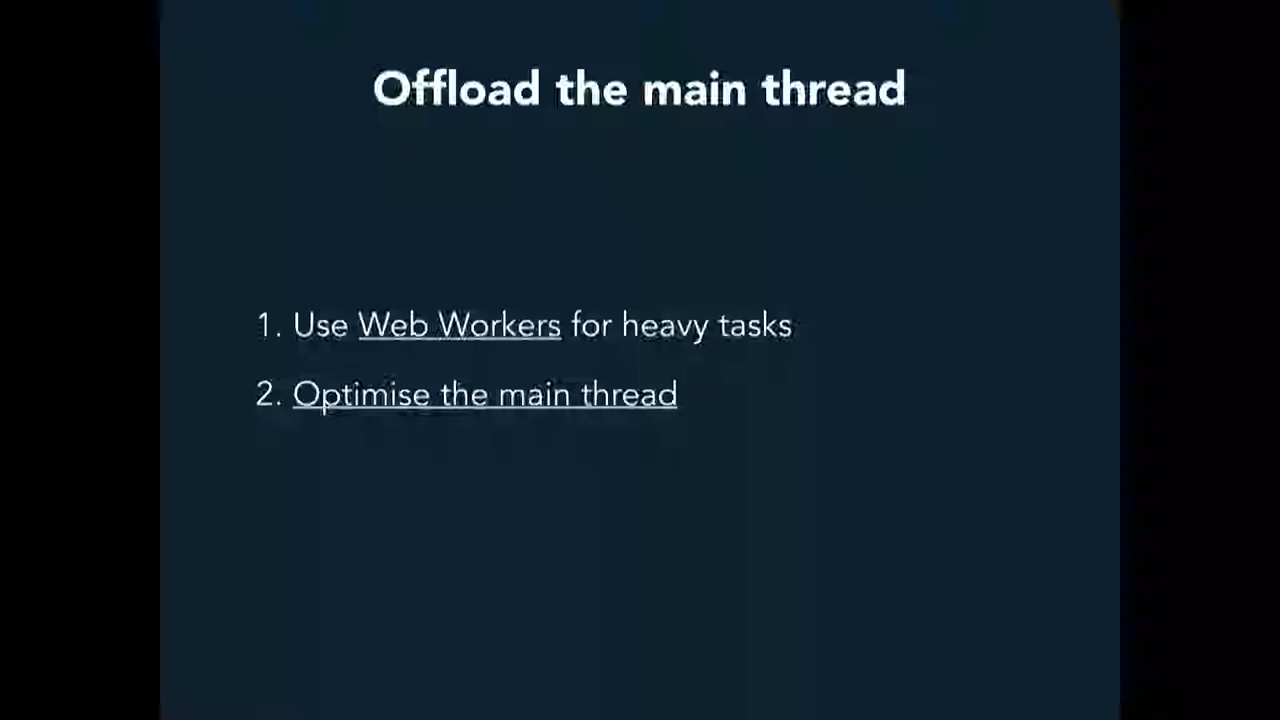 Offload the main thread
1. Use Web Workers for heavy tasks
2. Optimise the main thread